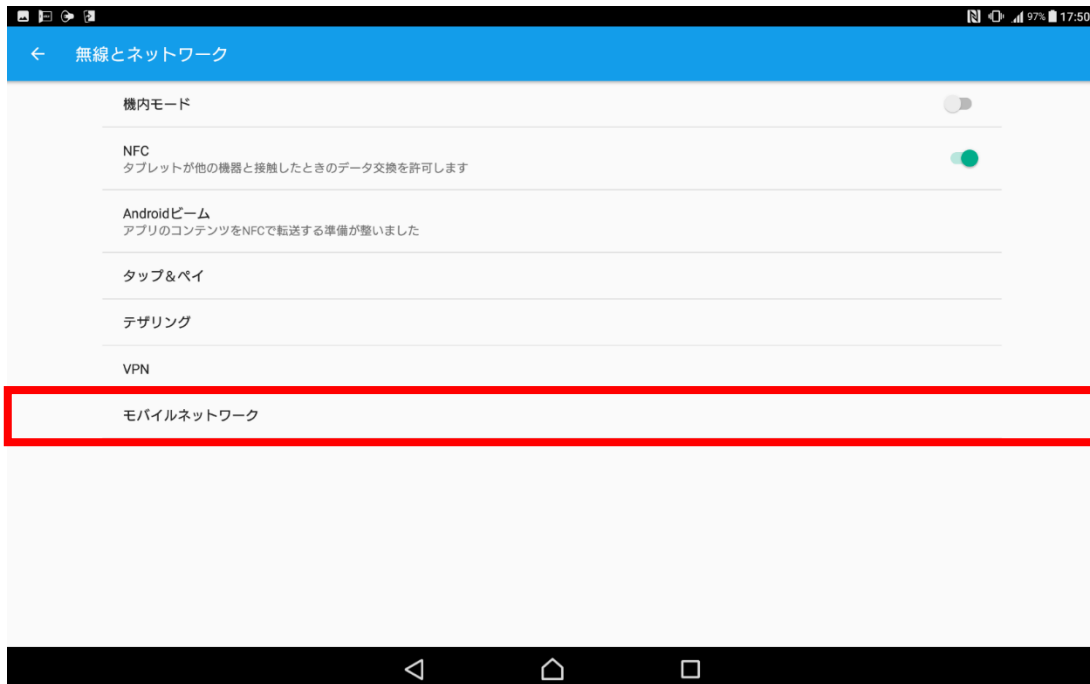 97% 17:50
無線とネットワーク
機内モード
NFC
タブレットが他の機器と接触したときのデータ交換を許可します
Androidビーム
アプリのコンテンツをNFCで転送する準備が整いました
タップ&ペイ
テザリング
VPN
モバイルネットワーク